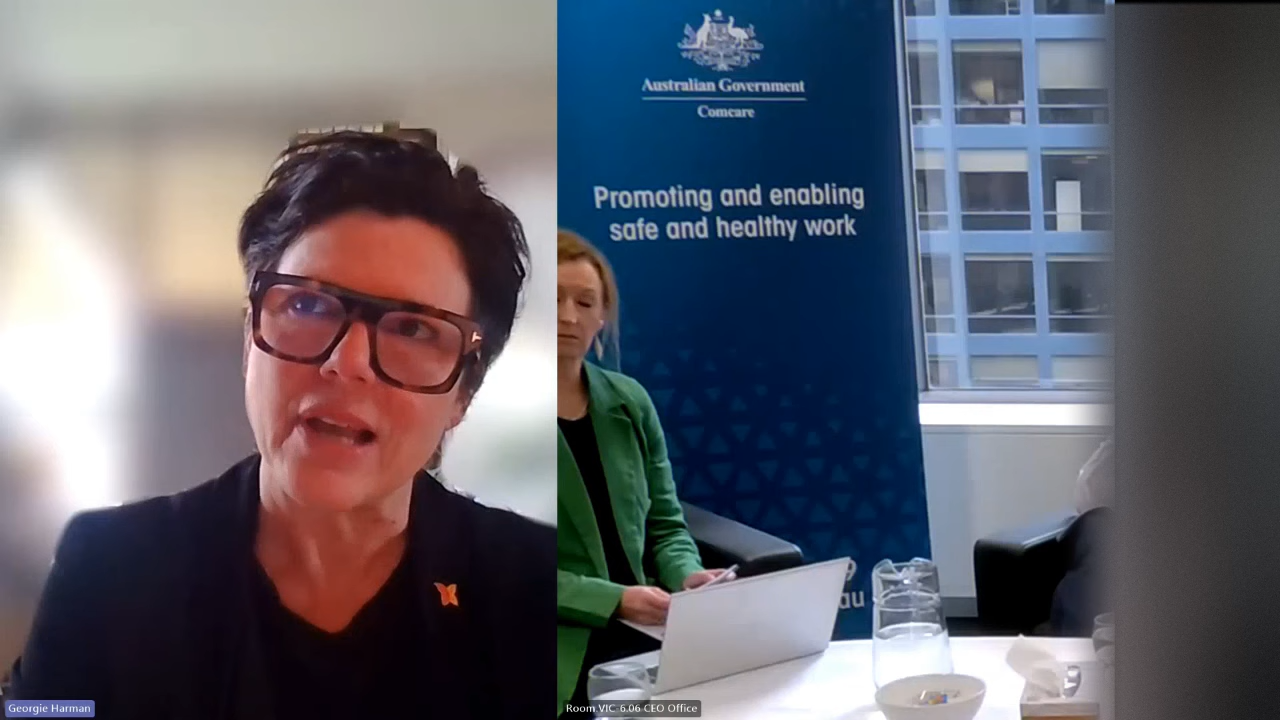 Australian Government
Comcare
Promoting and enabling
safe and healthy work
au
Georgie Harman
Room VIC-6.06 CEO Office